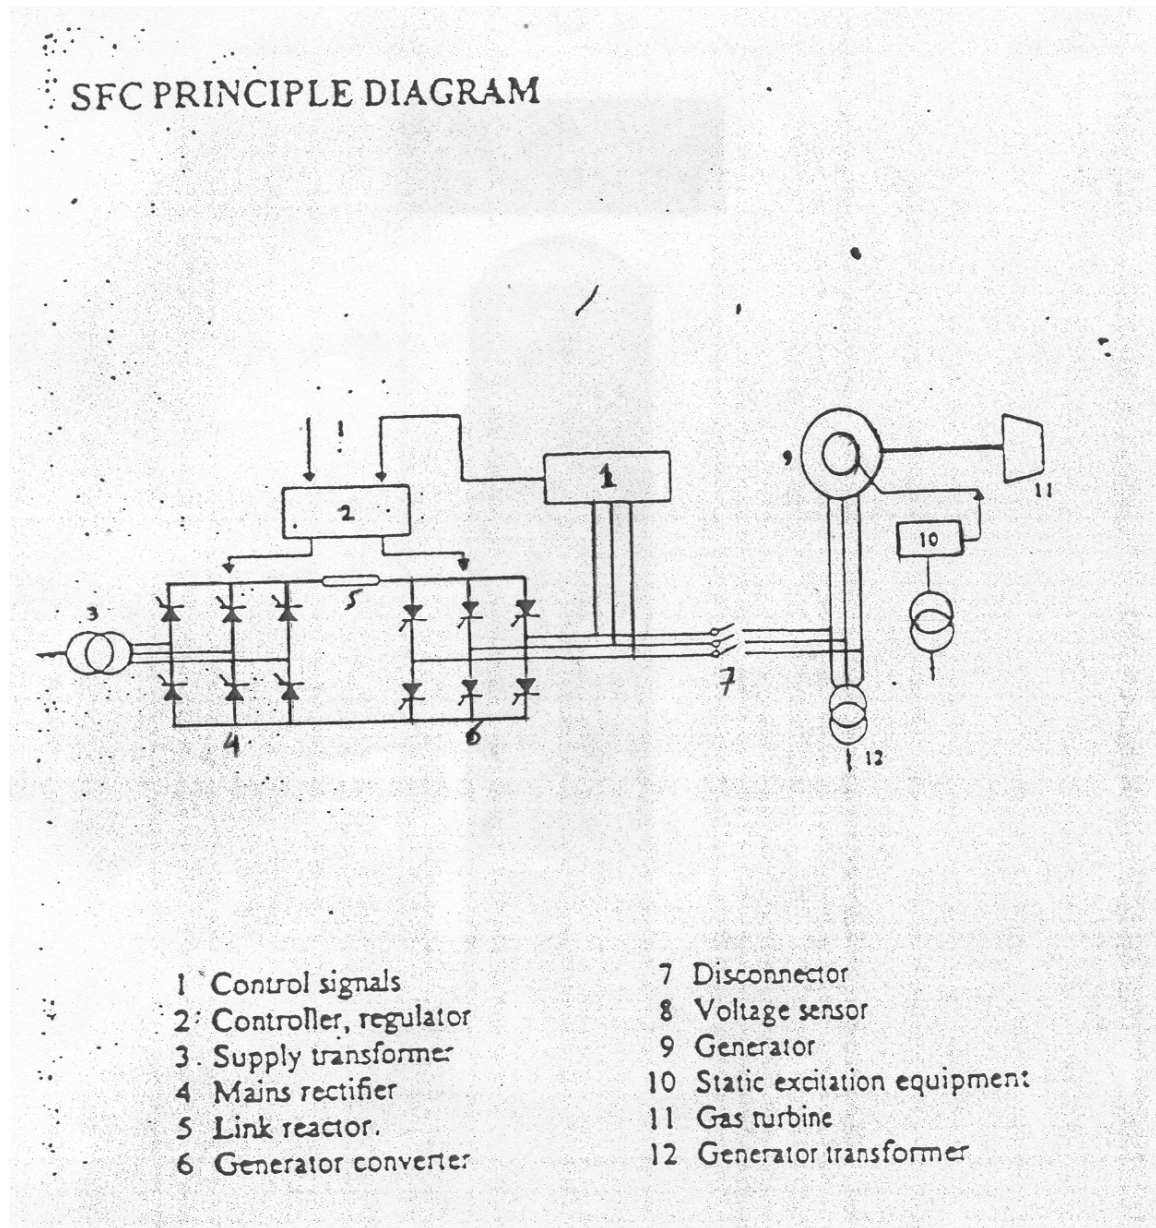 SFC PRINCIPLE DIAGRAM
1
1
2
9
11
10
3
5
7
4
6
12
1 Control signals
2 Controller, regulator
3 Supply transformer
4 Mains rectifier
5 Link reactor.
6 Generator converter
7 Disconnector
8 Voltage sensor
9 Generator
10 Static excitation equipment
11 Gas turbine
12 Generator transformer